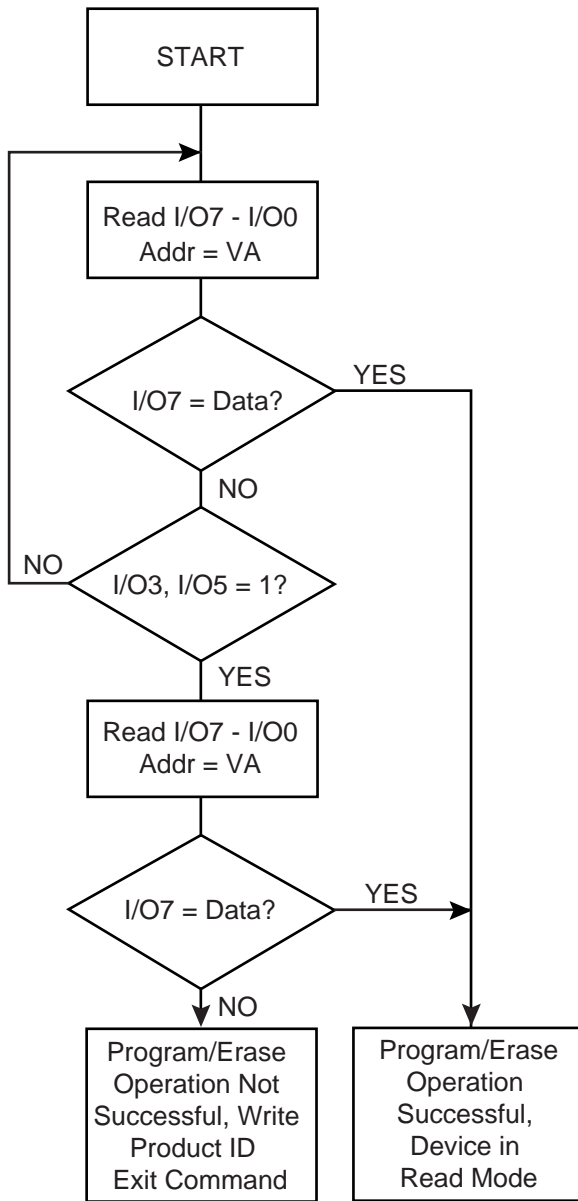 START
Read I/O7 - I/O0
Addr = VA
I/O7 = Data?
YES
NO
NO
I/O3, I/O5 = 1?
YES
Read I/O7 - I/O0
Addr = VA
I/O7 = Data?
YES
NO
Program/Erase
Operation Not
Successful, Write
Product ID
Exit Command
Program/Erase
Operation
Successful,
Device in
Read Mode